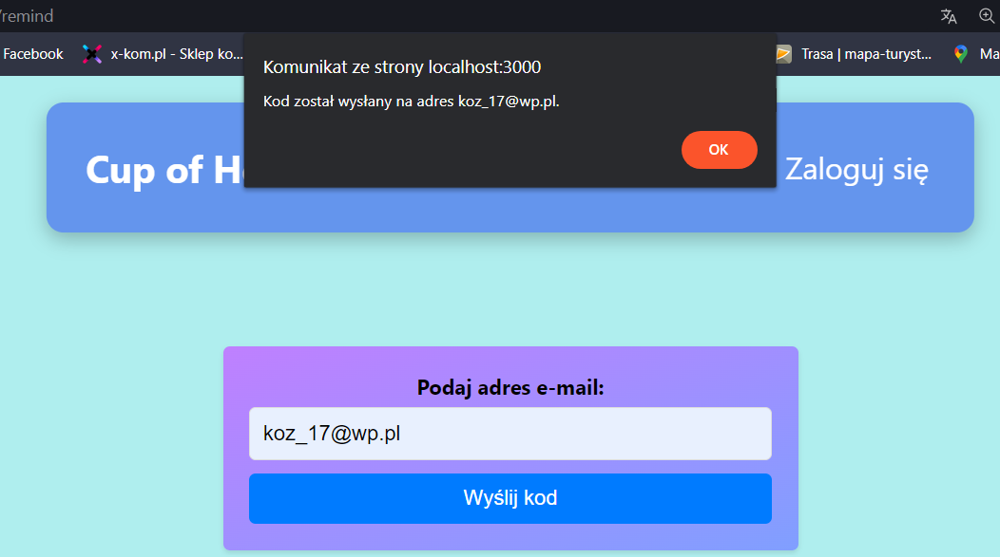 /remind
Facebook
x-kom.pl - Sklep ko...
Trasa | mapa-turyst...
Ma
Komunikat ze strony localhost:3000
Kod został wysłany na adres koz_17@wp.pl.
OK
Cup of H
Zaloguj się
Podaj adres e-mail:
koz_17@wp.pl
Wyślij kod